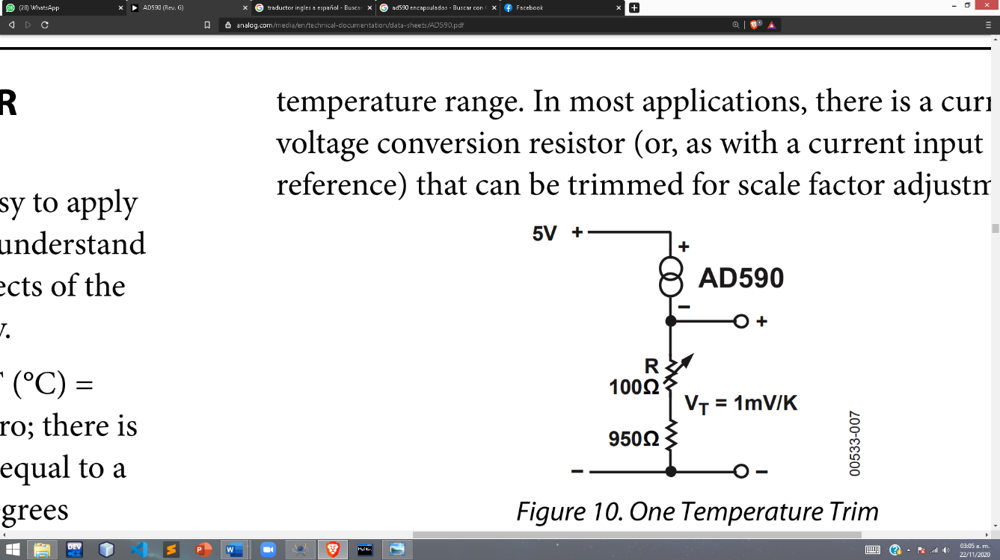 (28) WhatsApp
AD590 (Rev. G)
traductor ingles a español - Buscar
ad590 encapsulados - Buscar con
Facebook
analog.com/media/en/technical-documentation/data-sheets/AD590.pdf
R
sy to apply
understand
ects of the
y.
T (°C) =
ro; there is
equal to a
grees
temperature range. In most applications, there is a curr
voltage conversion resistor (or, as with a current input
reference) that can be trimmed for scale factor adjustm
5V +
+
AD590
−
+
R
100Ω
VT = 1mV/K
950Ω
−
−
00533-007
Figure 10. One Temperature Trim
DEV
03:05 a. m.
22/11/2020